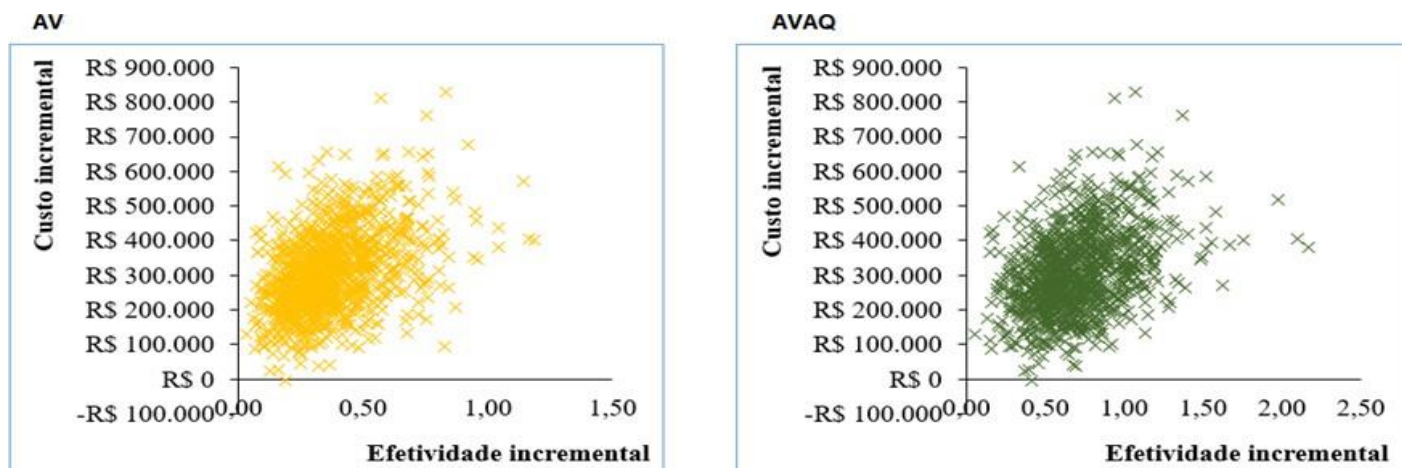 AV
Custo incremental
R$ 900.000
R$ 800.000
R$ 700.000
R$ 600.000
R$ 500.000
R$ 400.000
R$ 300.000
R$ 200.000
R$ 100.000
R$ 0
-R$ 100.000
0,00 0,50 1,00 1,50
Efetividade incremental
AVAQ
Custo incremental
R$ 900.000
R$ 800.000
R$ 700.000
R$ 600.000
R$ 500.000
R$ 400.000
R$ 300.000
R$ 200.000
R$ 100.000
R$ 0
-R$ 100.000
0,00 0,50 1,00 1,50 2,00 2,50
Efetividade incremental